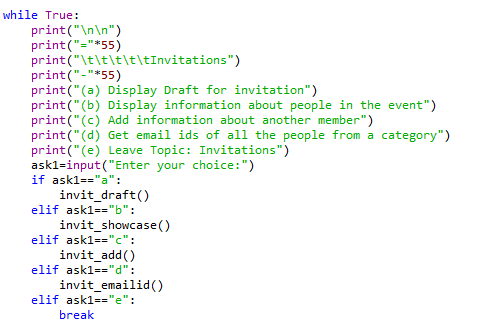 while True:
    print("\n\n")
    print("="*55)
    print("\t\t\t\t\tInvitations")
    print("-"*55)
    print("(a) Display Draft for invitation")
    print("(b) Display information about people in the event")
    print("(c) Add information about another member")
    print("(d) Get email ids of all the people from a category")
    print("(e) Leave Topic: Invitations")
    ask1=input("Enter your choice:")
    if ask1=="a":
        invit_draft()
    elif ask1=="b":
        invit_showcase()
    elif ask1=="c":
        invit_add()
    elif ask1=="d":
        invit_emailid()
    elif ask1=="e":
        break